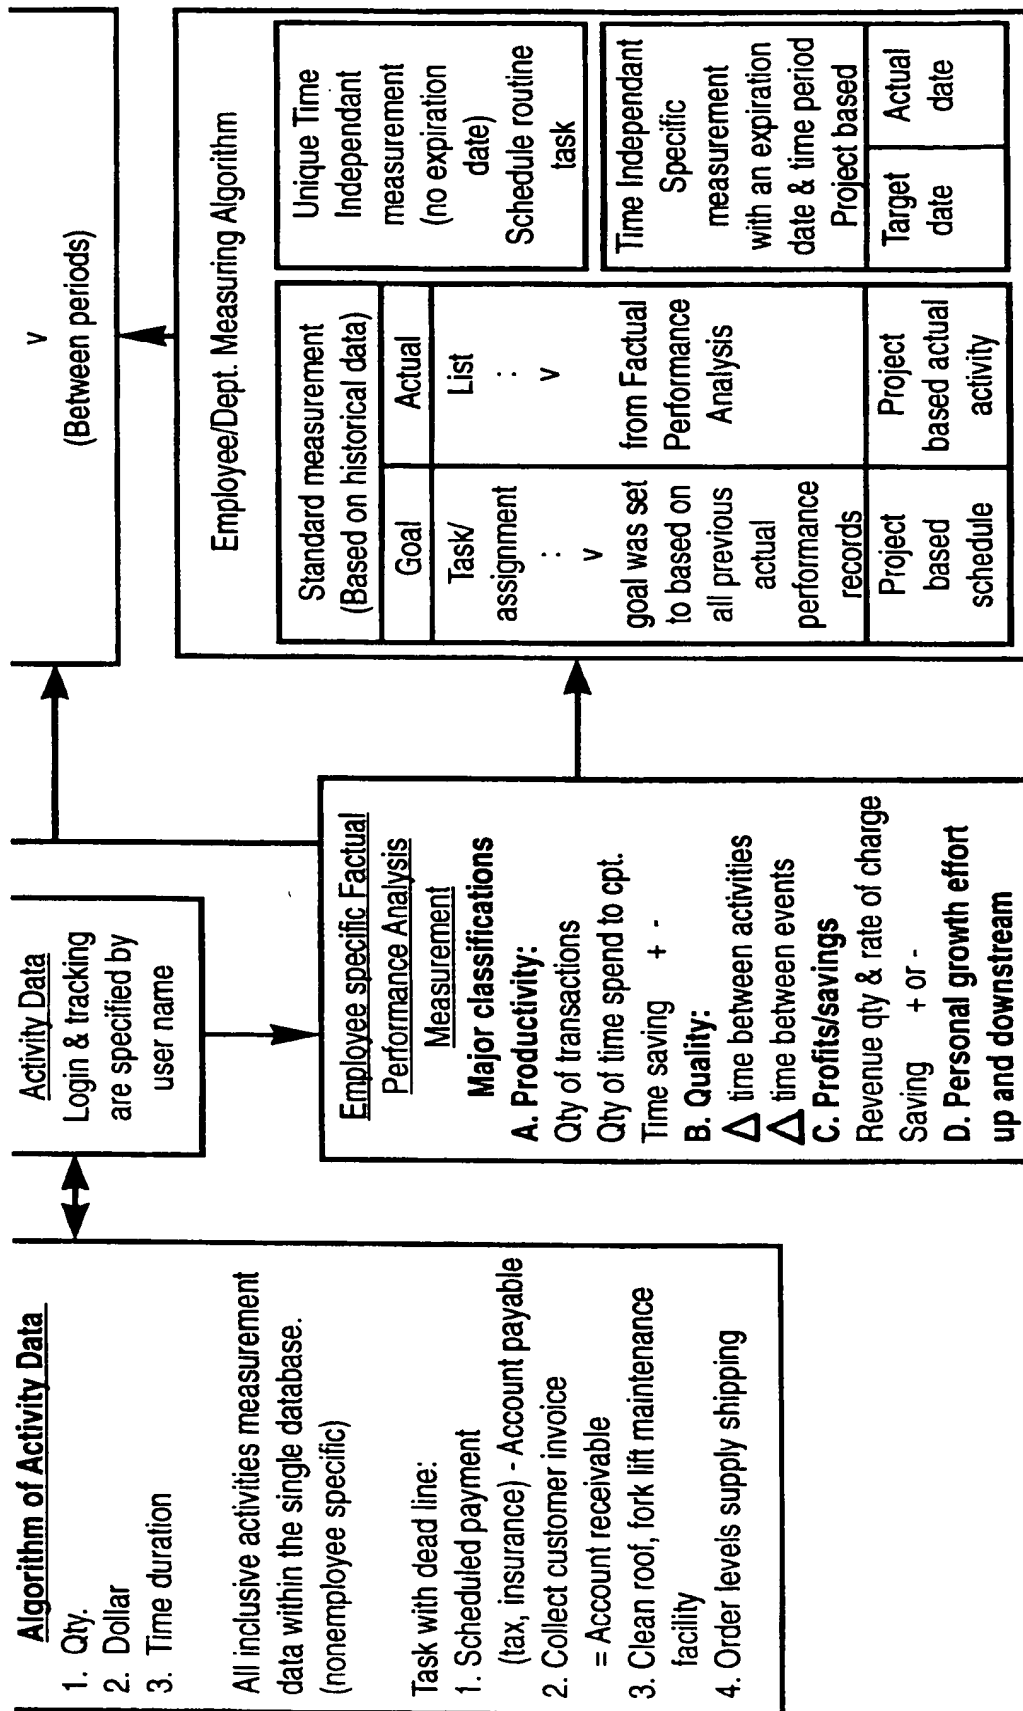 Algorithm of Activity Data
1. Qty.
2. Dollar
3. Time duration
All inclusive activities measurement
data within the single database.
(nonemployee specific)
Task with dead line:
1. Scheduled payment
(tax, insurance) - Account payable
2. Collect customer invoice
= Account receivable
3. Clean roof, fork lift maintenance
facility
4. Order levels supply shipping
Activity Data
Login & tracking
are specified by
user name
Employee specific Factual
Performance Analysis
Measurement
Major classifications
A. Productivity:
Qty of transactions
Qty of time spend to cpt.
Time saving + -
B. Quality:
Δ time between activities
Δ time between events
C. Profits/savings
Revenue qty & rate of charge
Saving + or -
D. Personal growth effort
up and downstream
v
(Between periods)
Employee/Dept. Measuring Algorithm
Standard measurement
(Based on historical data)
Goal
Actual
Task/
assignment
:
v
goal was set
to based on
all previous
actual
performance
records
List
:
v
from Factual
Performance
Analysis
Project
based
schedule
Project
based actual
activity
Unique Time
Independant
measurement
(no expiration
date)
Schedule routine
task
Time Independant
Specific
measurement
with an expiration
date & time period
Project based
Target
date
Actual
date